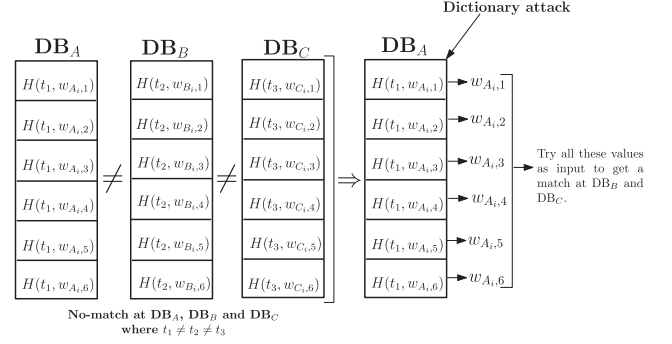 Dictionary attack
DB_A DB_B DB_C DB_A
H(t_1, w_{A_i,1}) H(t_2, w_{B_i,1}) H(t_3, w_{C_i,1}) H(t_1, w_{A_i,1}) w_{A_i,1}
H(t_1, w_{A_i,2}) H(t_2, w_{B_i,2}) H(t_3, w_{C_i,2}) H(t_1, w_{A_i,2}) w_{A_i,2}
H(t_1, w_{A_i,3}) ≠ H(t_2, w_{B_i,3}) ≠ H(t_3, w_{C_i,3}) ⇒ H(t_1, w_{A_i,3}) w_{A_i,3}
H(t_1, w_{A_i,4}) H(t_2, w_{B_i,4}) H(t_3, w_{C_i,4}) H(t_1, w_{A_i,4}) w_{A_i,4}
H(t_1, w_{A_i,5}) H(t_2, w_{B_i,5}) H(t_3, w_{C_i,5}) H(t_1, w_{A_i,5}) w_{A_i,5}
H(t_1, w_{A_i,6}) H(t_2, w_{B_i,6}) H(t_3, w_{C_i,6}) H(t_1, w_{A_i,6}) w_{A_i,6}
Try all these values
as input to get a
match at DB_B and
DB_C.
No-match at DB_A, DB_B and DB_C
where t_1 ≠ t_2 ≠ t_3